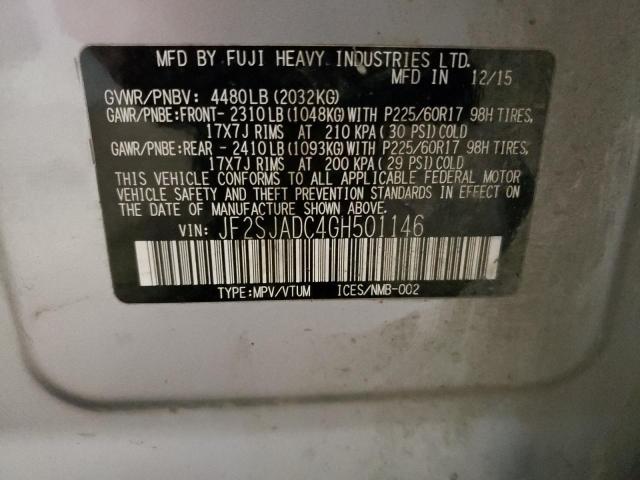 MFD BY FUJI HEAVY INDUSTRIES LTD.
MFD IN 12/15
GVWR/PNBV: 4480LB (2032KG)
GAWR/PNBE:FRONT- 2310LB (1048KG) WITH P225/60R17 98H TIRES,
17X7J RIMS AT 210 KPA (30 PSI) COLD
GAWR/PNBE:REAR - 2410LB (1093KG) WITH P225/60R17 98H TIRES,
17X7J RIMS AT 200 KPA (29 PSI) COLD
THIS VEHICLE CONFORMS TO ALL APPLICABLE FEDERAL MOTOR
VEHICLE SAFETY AND THEFT PREVENTION STANDARDS IN EFFECT ON
THE DATE OF MANUFACTURE SHOWN ABOVE.
VIN: JF2SJADC4GH501146
TYPE:MPV/VTUM ICES/NMB-002